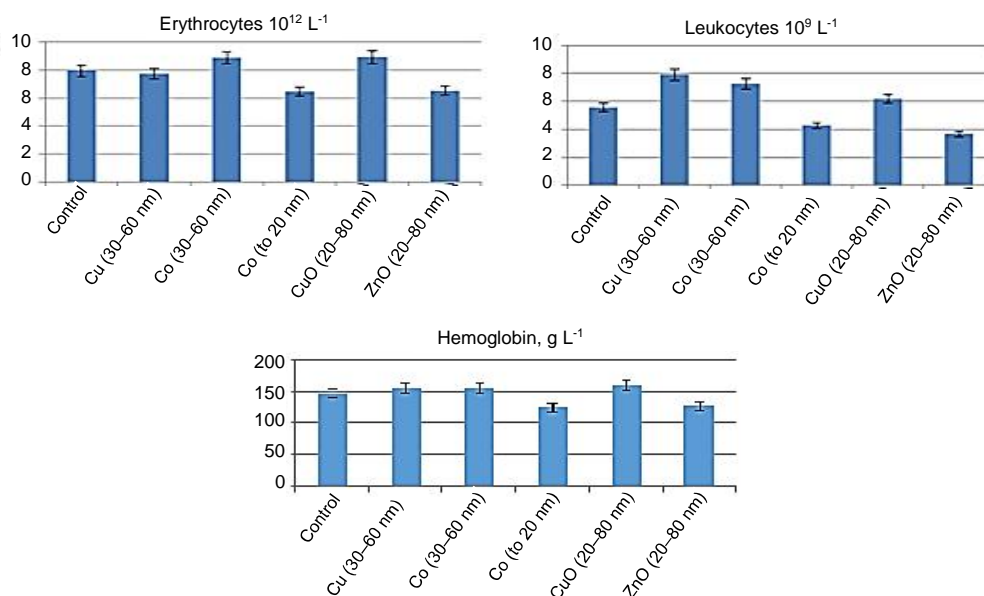 Erythrocytes 10¹² L⁻¹
10
8
8
8
2
0
Control
Cu (30–60 nm)
Co (30–60 nm)
Co (to 20 nm)
CuO (20–80 nm)
ZnO (20–80 nm)
Leukocytes 10⁹ L⁻¹
10
8
8
4
2
0
Control
Cu (30–60 nm)
Co (30–60 nm)
Co (to 20 nm)
CuO (20–80 nm)
ZnO (20–80 nm)
Hemoglobin, g L⁻¹
200
150
100
50
0
Control
Cu (30–60 nm)
Co (30–60 nm)
Co (to 20 nm)
CuO (20–80 nm)
ZnO (20–80 nm)